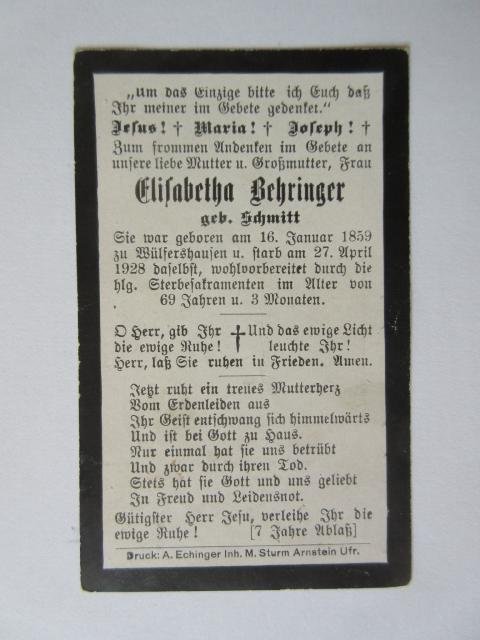 „Um das Einzige bitte ich Euch daß
Ihr meiner im Gebete gedenket.“
Jesus! † Maria! † Joseph! †
Zum frommen Andenken im Gebete an
unsere liebe Mutter u. Großmutter, Frau
Elisabetha Behringer
geb. Schmitt
Sie war geboren am 16. Januar 1859
zu Wülfershausen u. starb am 27. April
1928 daselbst, wohlvorbereitet durch die
hlg. Sterbesakramenten im Alter von
69 Jahren u. 3 Monaten.
O Herr, gib Ihr † Und das ewige Licht
die ewige Ruhe! leuchte Ihr!
Herr, laß Sie ruhen in Frieden. Amen.
Jetzt ruht ein treues Mutterherz
Vom Erdenleiden aus
Ihr Geist entschwang sich himmelwärts
Und ist bei Gott zu Haus.
Nur einmal hat sie uns betrübt
Und zwar durch ihren Tod.
Stets hat sie Gott und uns geliebt
In Freud und Leidensnot.
Gütigster Herr Jesu, verleihe Ihr die
ewige Ruhe! [7 Jahre Ablaß]
Druck: A. Echinger Inh. M. Sturm Arnstein Ufr.